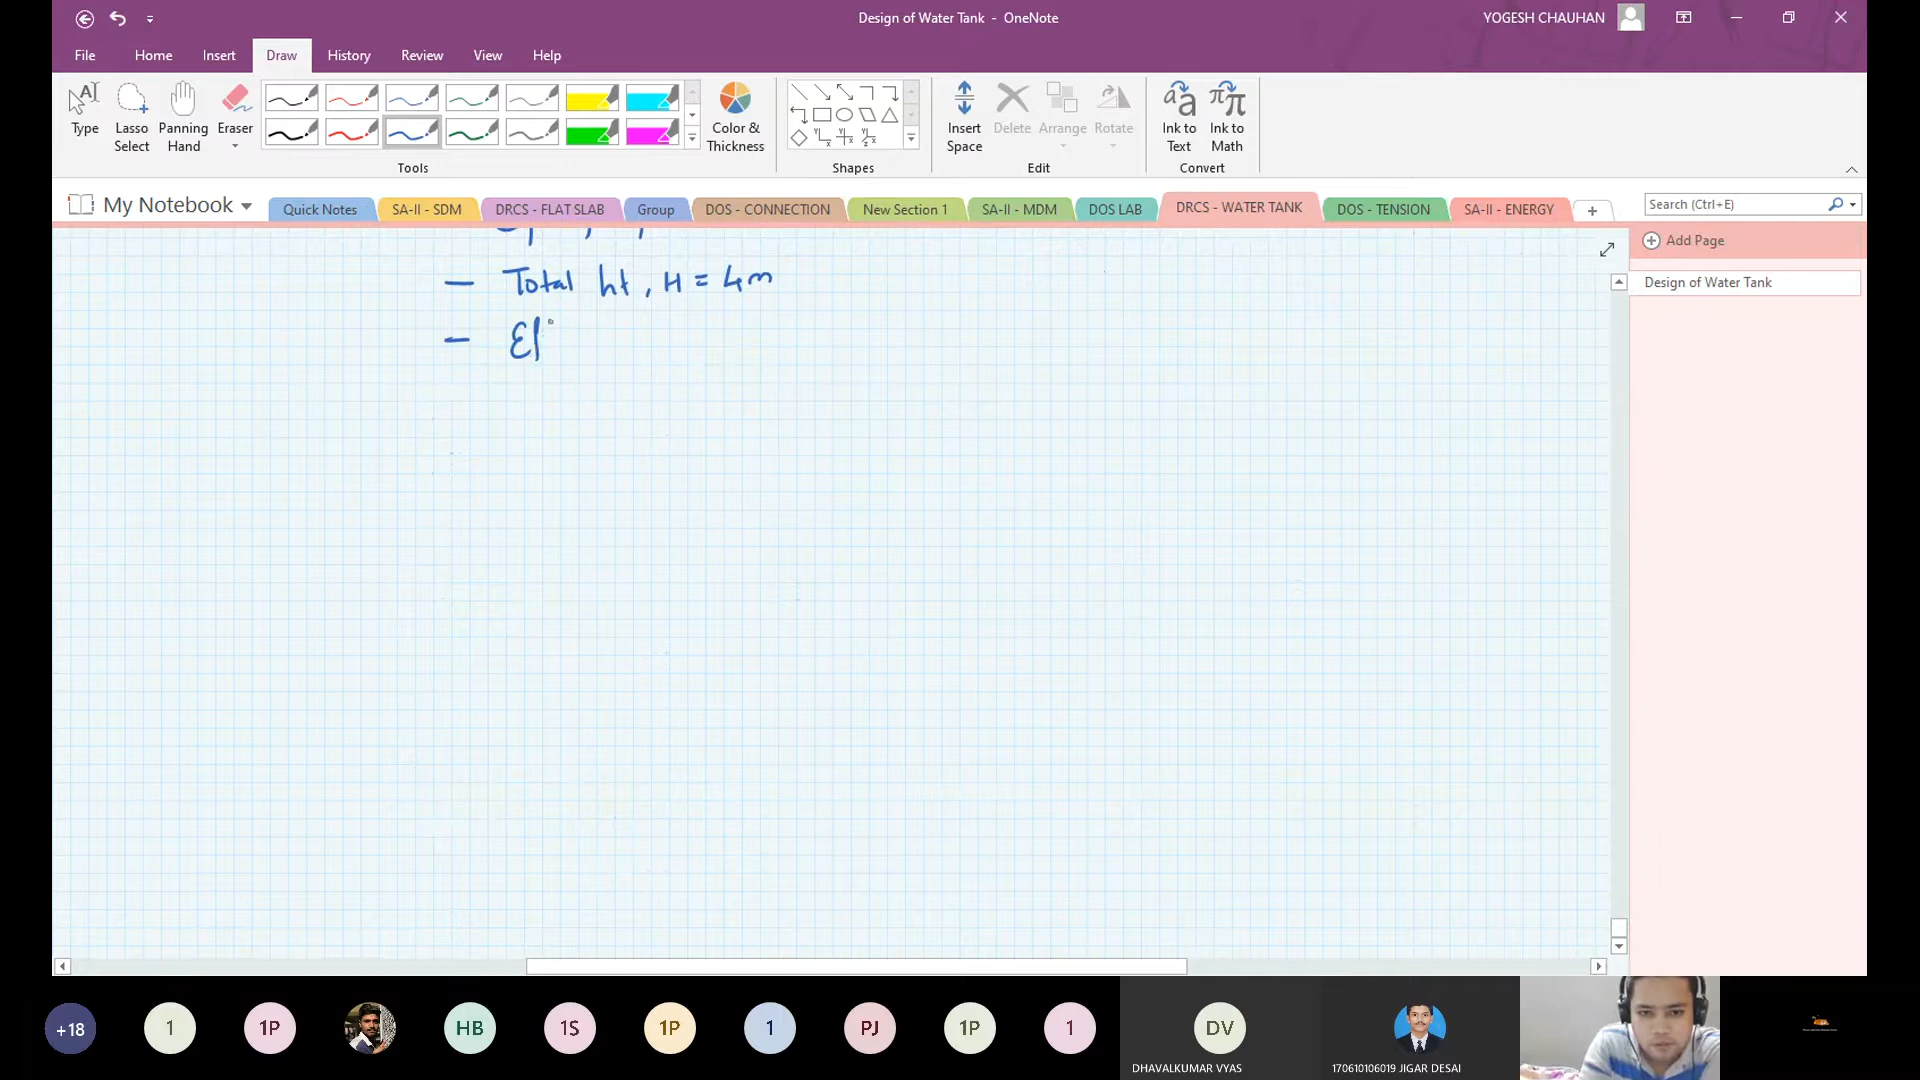 Design of Water Tank - OneNote
YOGESH CHAUHAN
File Home Insert Draw History Review View Help
Type
Lasso Select
Panning Hand
Eraser
Color & Thickness
Insert Space
Delete
Arrange
Rotate
Ink to Text
Ink to Math
Tools
Shapes
Edit
Convert
My Notebook
Quick Notes
SA-II - SDM
DRCS - FLAT SLAB
Group
DOS - CONNECTION
New Section 1
SA-II - MDM
DOS LAB
DRCS - WATER TANK
DOS - TENSION
SA-II - ENERGY
Search (Ctrl+E)
Add Page
Design of Water Tank
- Total ht, H = 4m
- Ef
+18
1
1P
HB
1S
1P
1
PJ
1P
1
DV
DHAVALKUMAR VYAS
170610106019 JIGAR DESAI